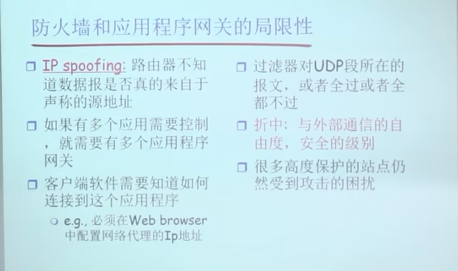 防火墙和应用程序网关的局限性
IP spoofing: 路由器不知
道数据报是否真的来自于
声称的源地址
如果有多个应用需要控制
，就需要有多个应用程序
网关
客户端软件需要知道如何
连接到这个应用程序
e.g., 必须在Web browser
中配置网络代理的Ip地址
过滤器对UDP段所在的
报文，或者全过或者全
都不过
折中：与外部通信的自
由度，安全的级别
很多高度保护的站点仍
然受到攻击的困扰